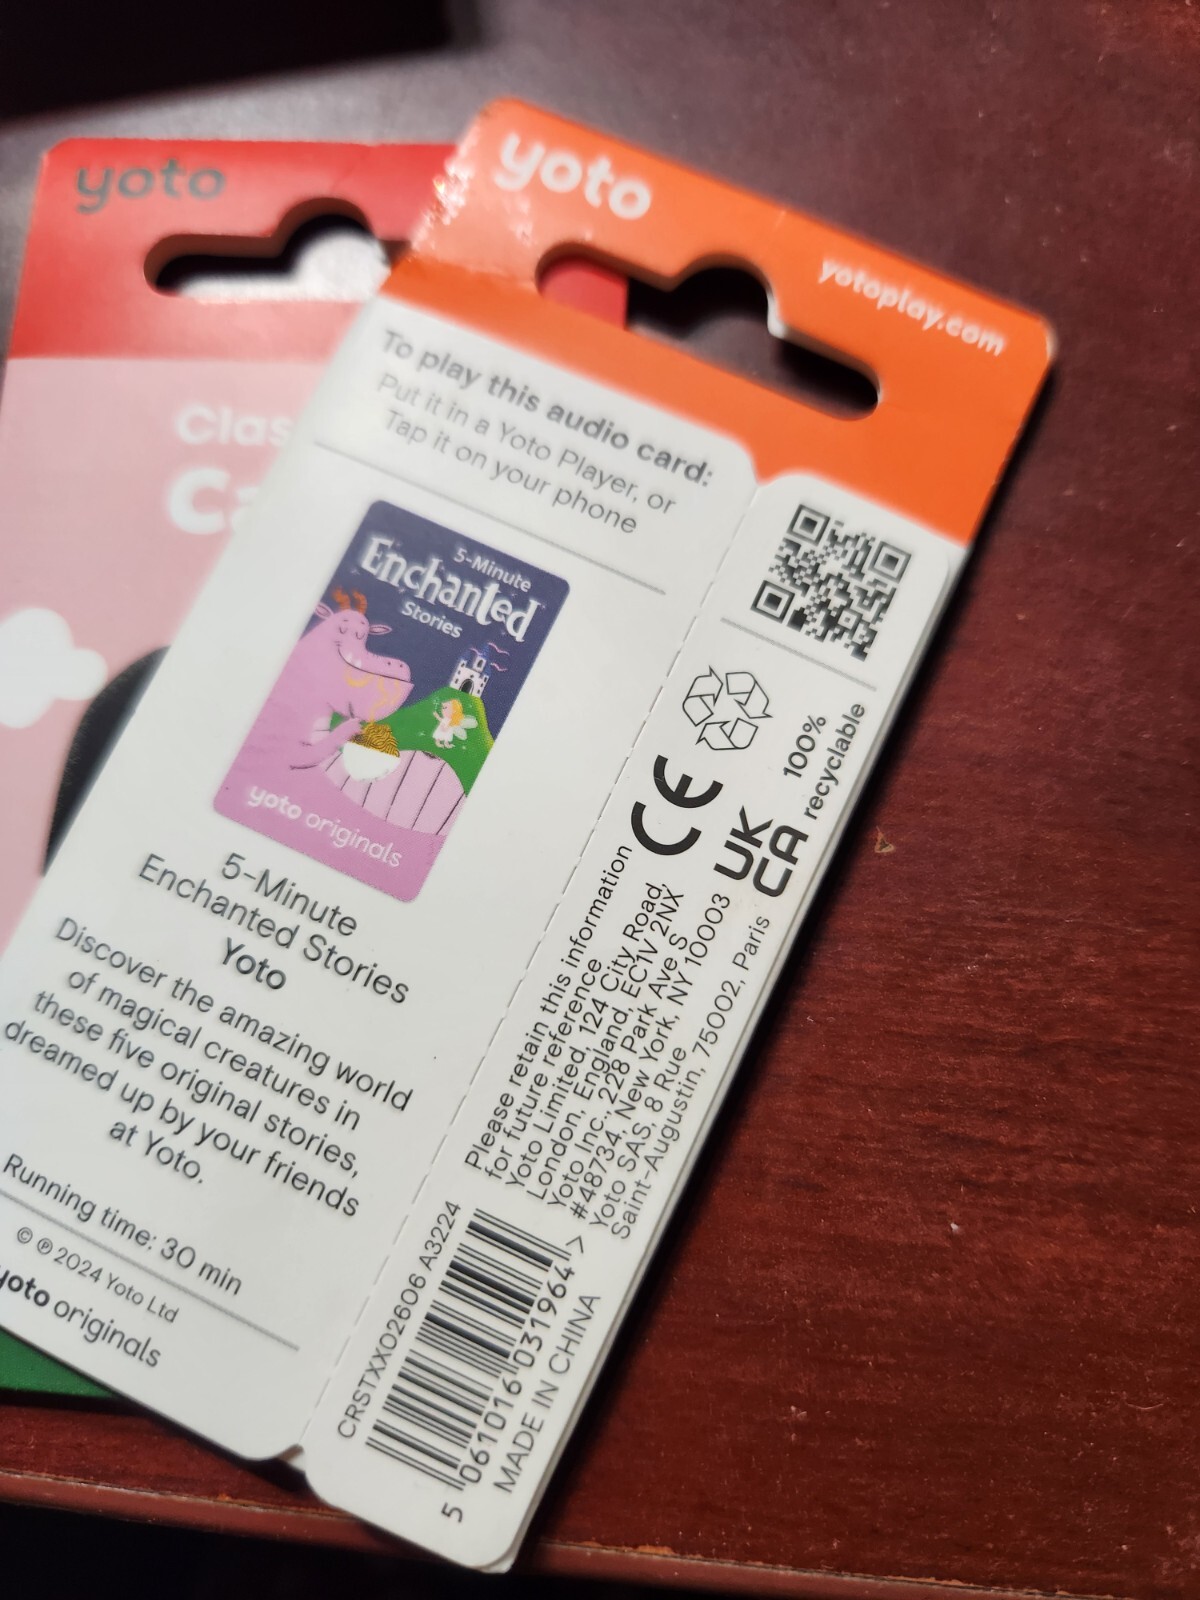 yoto
Clas
Ca
yoto
yotoplay.com
To play this audio card:
Put it in a Yoto Player, or
Tap it on your phone
5-Minute
Enchanted
Stories
yoto originals
5-Minute
Enchanted Stories
Yoto
Discover the amazing world
of magical creatures in
these five original stories,
dreamed up by your friends
at Yoto.
Running time: 30 min
© ℗ 2024 Yoto Ltd
yoto originals
100%
recyclable
CE
UK
CA
Please retain this information
for future reference
Yoto Limited, 124 City Road,
London, England, EC1V 2NX
Yoto Inc., 228 Park Ave S
#48734, New York, NY 10003
Yoto SAS, 8 Rue
Saint-Augustin, 75002, Paris
CRSTXX02606 A3224
5 061016 031964 >
MADE IN CHINA